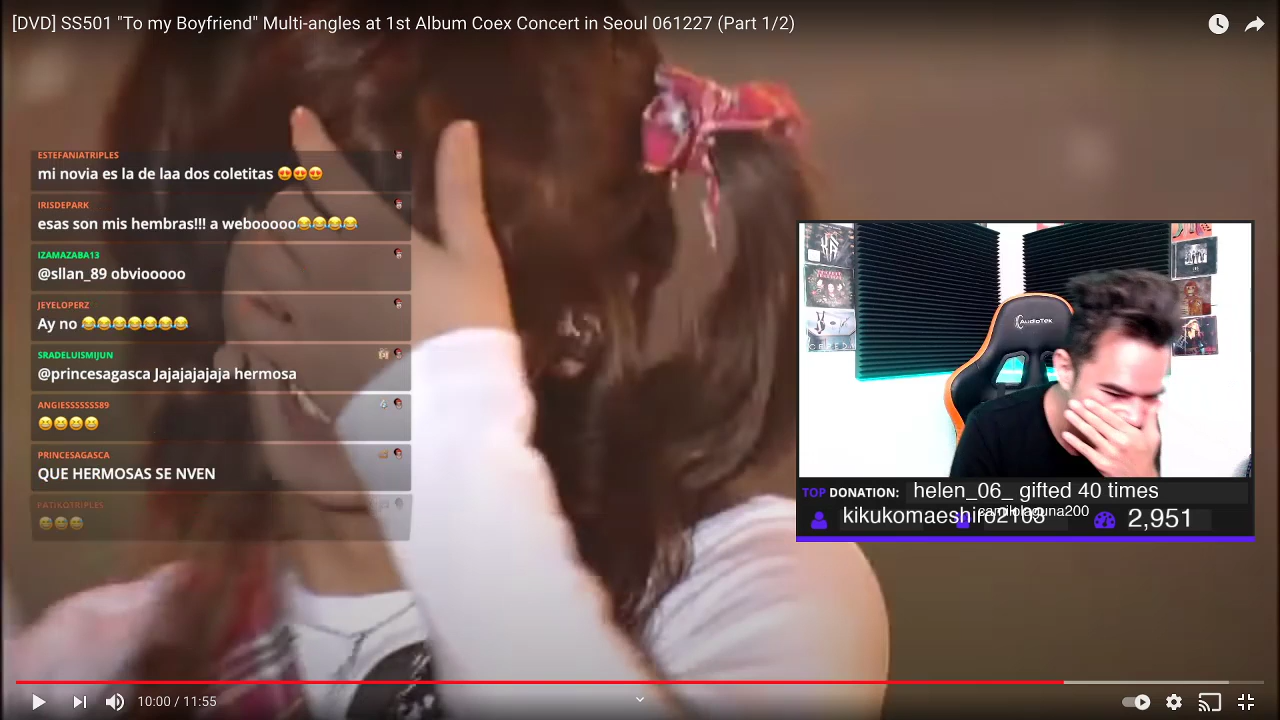 [DVD] SS501 "To my Boyfriend" Multi-angles at 1st Album Coex Concert in Seoul 061227 (Part 1/2)
ESTEFANIATRIPLES
mi novia es la de laa dos coletitas 😍😍😍
IRISDEPARK
esas son mis hembras!!! a webooooo😂😂😂😂
IZAMAZABA13
@sllan_89 obviooooo
JEYELOPERZ
Ay no 😂😂😂😂😂😂😂
SRADELUISMIJUN
@princesagasca Jajajajajaja hermosa
ANGIESSSSSSS89
😆😆😆😆
PRINCESAGASCA
QUE HERMOSAS SE NVEN
PATIKOTRIPLES
😅😅😅
AUDIOTEK
TOP DONATION: helen_06_ gifted 40 times
kikukomaeshiro2103
camilolaguna200
2,951
10:00 / 11:55